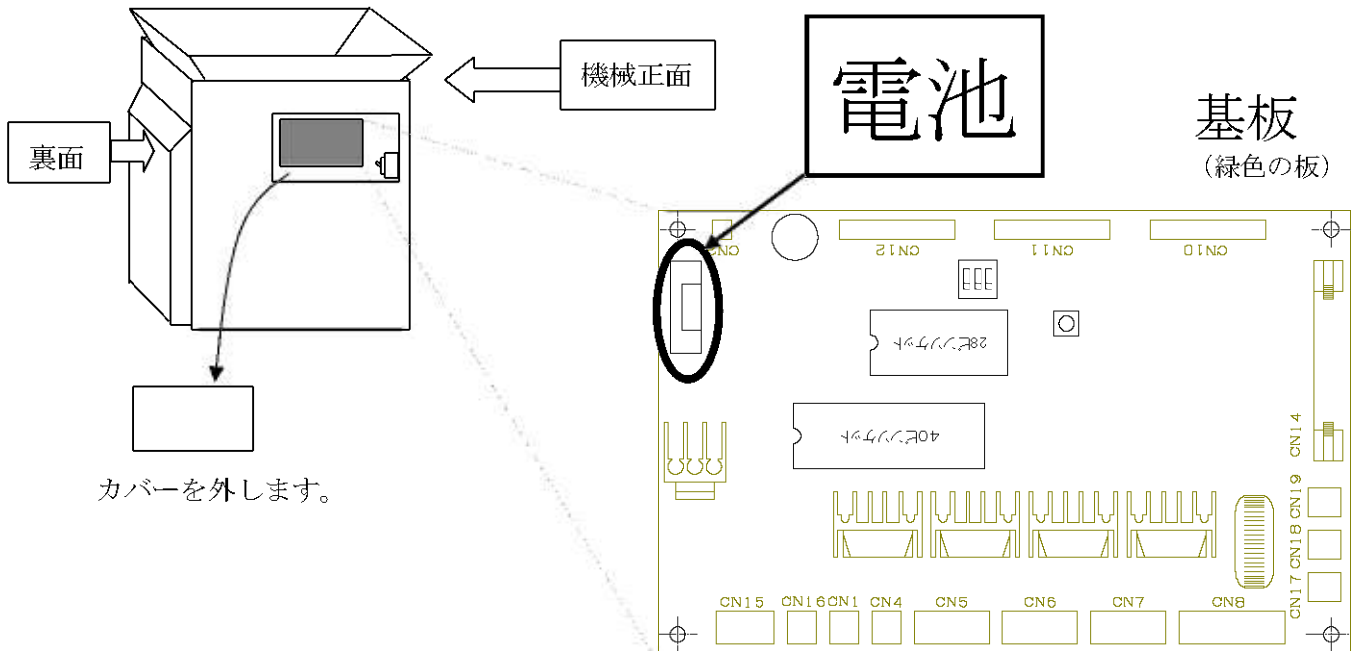 機械正面
裏面
カバーを外します。
電池
基板
(緑色の板)
CN12
CN11
CN10
28ピンソケット
40ピンソケット
CN14
CN19
CN18
CN17
CN15
CN16
CN1
CN4
CN5
CN6
CN7
CN8